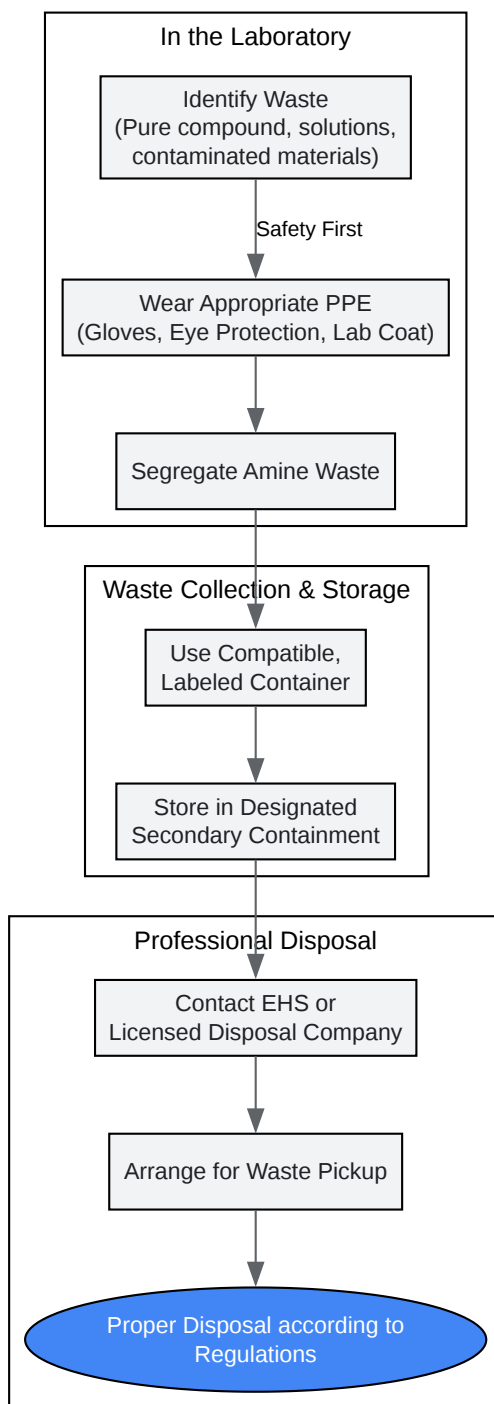 In the Laboratory
Identify Waste
(Pure compound, solutions,
contaminated materials)
Safety First
Wear Appropriate PPE
(Gloves, Eye Protection, Lab Coat)
Segregate Amine Waste
Waste Collection & Storage
Use Compatible,
Labeled Container
Store in Designated
Secondary Containment
Professional Disposal
Contact EHS or
Licensed Disposal Company
Arrange for Waste Pickup
Proper Disposal according to
Regulations